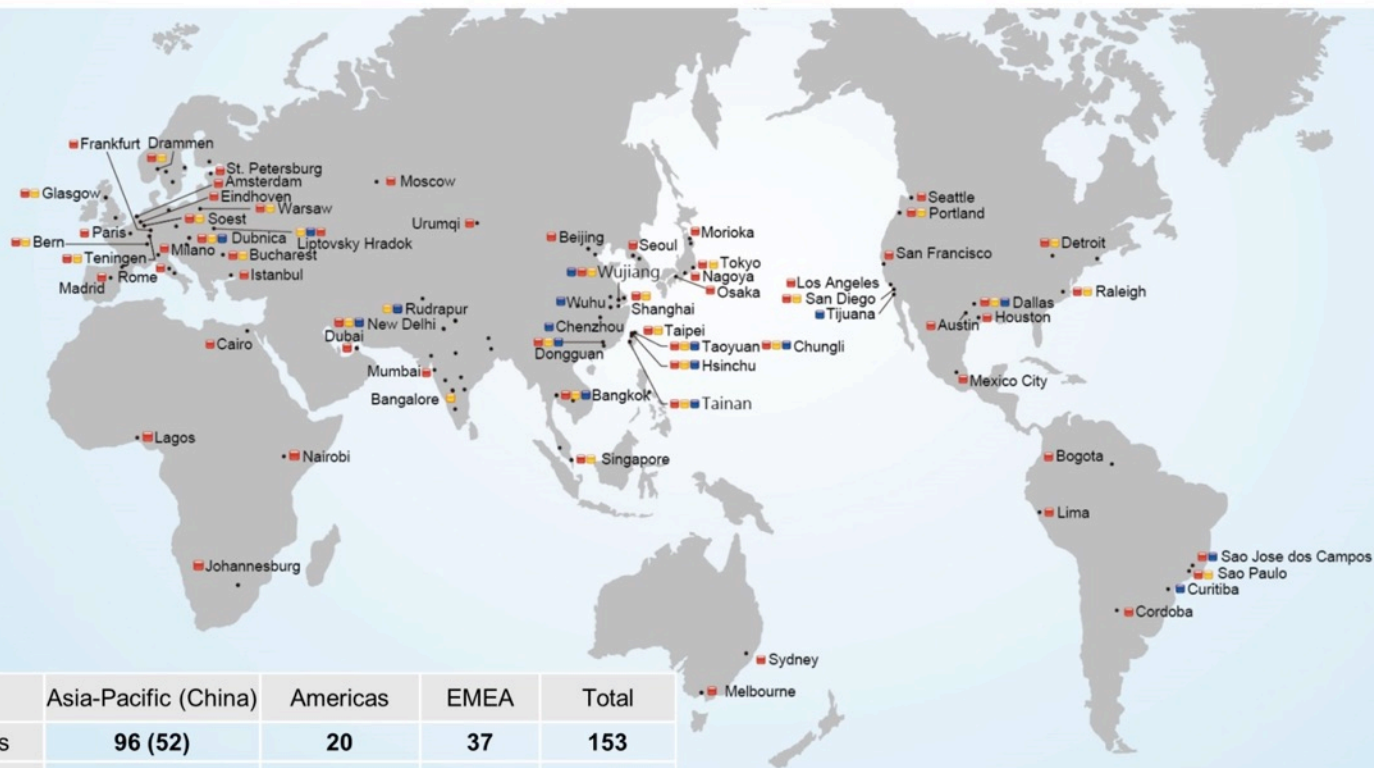 Frankfurt
Drammen
St. Petersburg
Amsterdam
Eindhoven
Moscow
Glasgow
Warsaw
Soest
Seattle
Portland
Urumqi
Paris
Dubnica
Liptovsky Hradok
Beijing
Seoul
Morioka
Bern
Milano
Bucharest
Detroit
San Francisco
Teningen
Tokyo
Wujiang
Nagoya
Rome
Istanbul
Madrid
Osaka
Los Angeles
San Diego
Raleigh
Wuhu
Shanghai
Dallas
Rudrapur
Tijuana
Houston
New Delhi
Chenzhou
Austin
Taipei
Dubai
Cairo
Dongguan
Taoyuan
Chungli
Hsinchu
Mumbai
Mexico City
Bangalore
Bangkok
Tainan
Lagos
Nairobi
Singapore
Bogota
Lima
Johannesburg
Sao Jose dos Campos
Sao Paulo
Curitiba
Cordoba
Sydney
Melbourne
Asia-Pacific (China) Americas EMEA Total
s 96 (52) 20 37 153